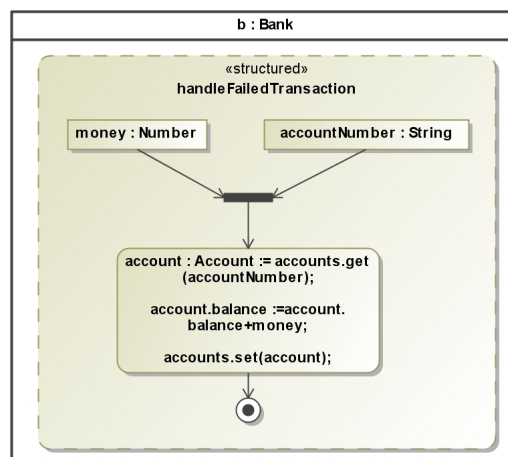 b : Bank
«structured»
handleFailedTransaction
money : Number
accountNumber : String
account : Account := accounts.get
(accountNumber);
account.balance :=account.
balance+money;
accounts.set(account);